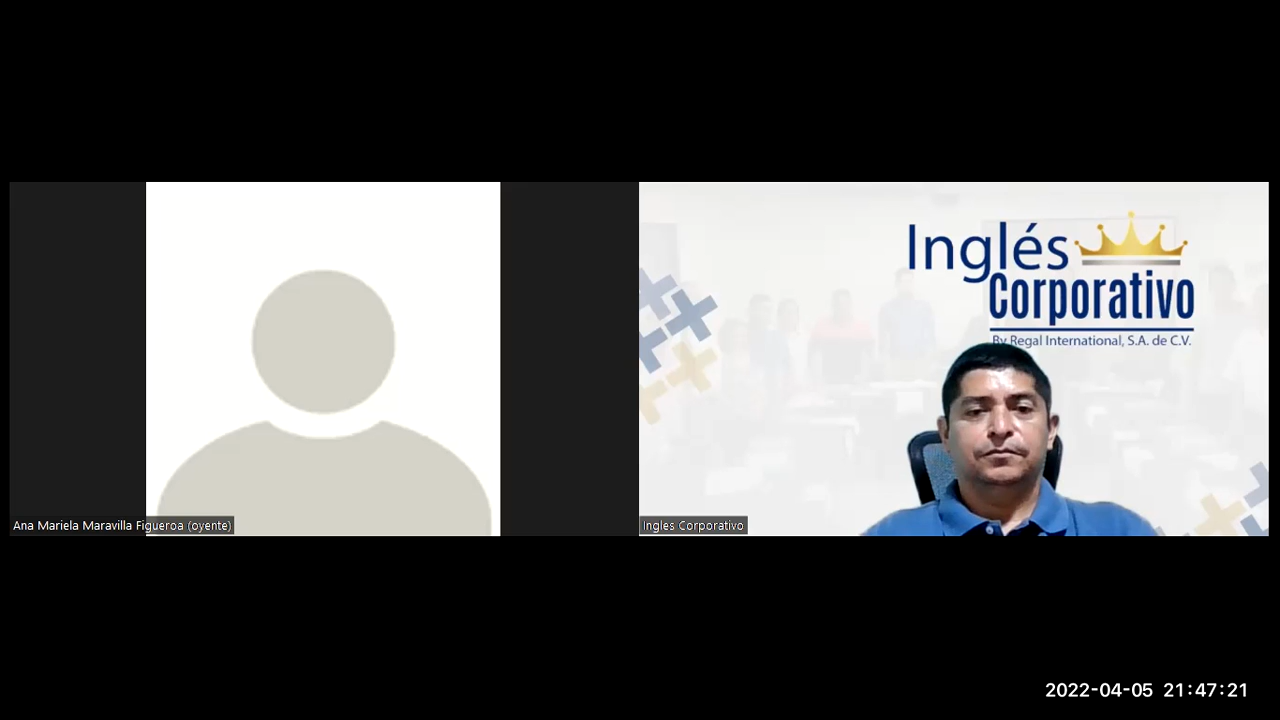 Inglés
Corporativo
By Regal International, S.A. de C.V.
Ana Mariela Maravilla Figueroa (oyente)
Ingles Corporativo
2022-04-05 21:47:21